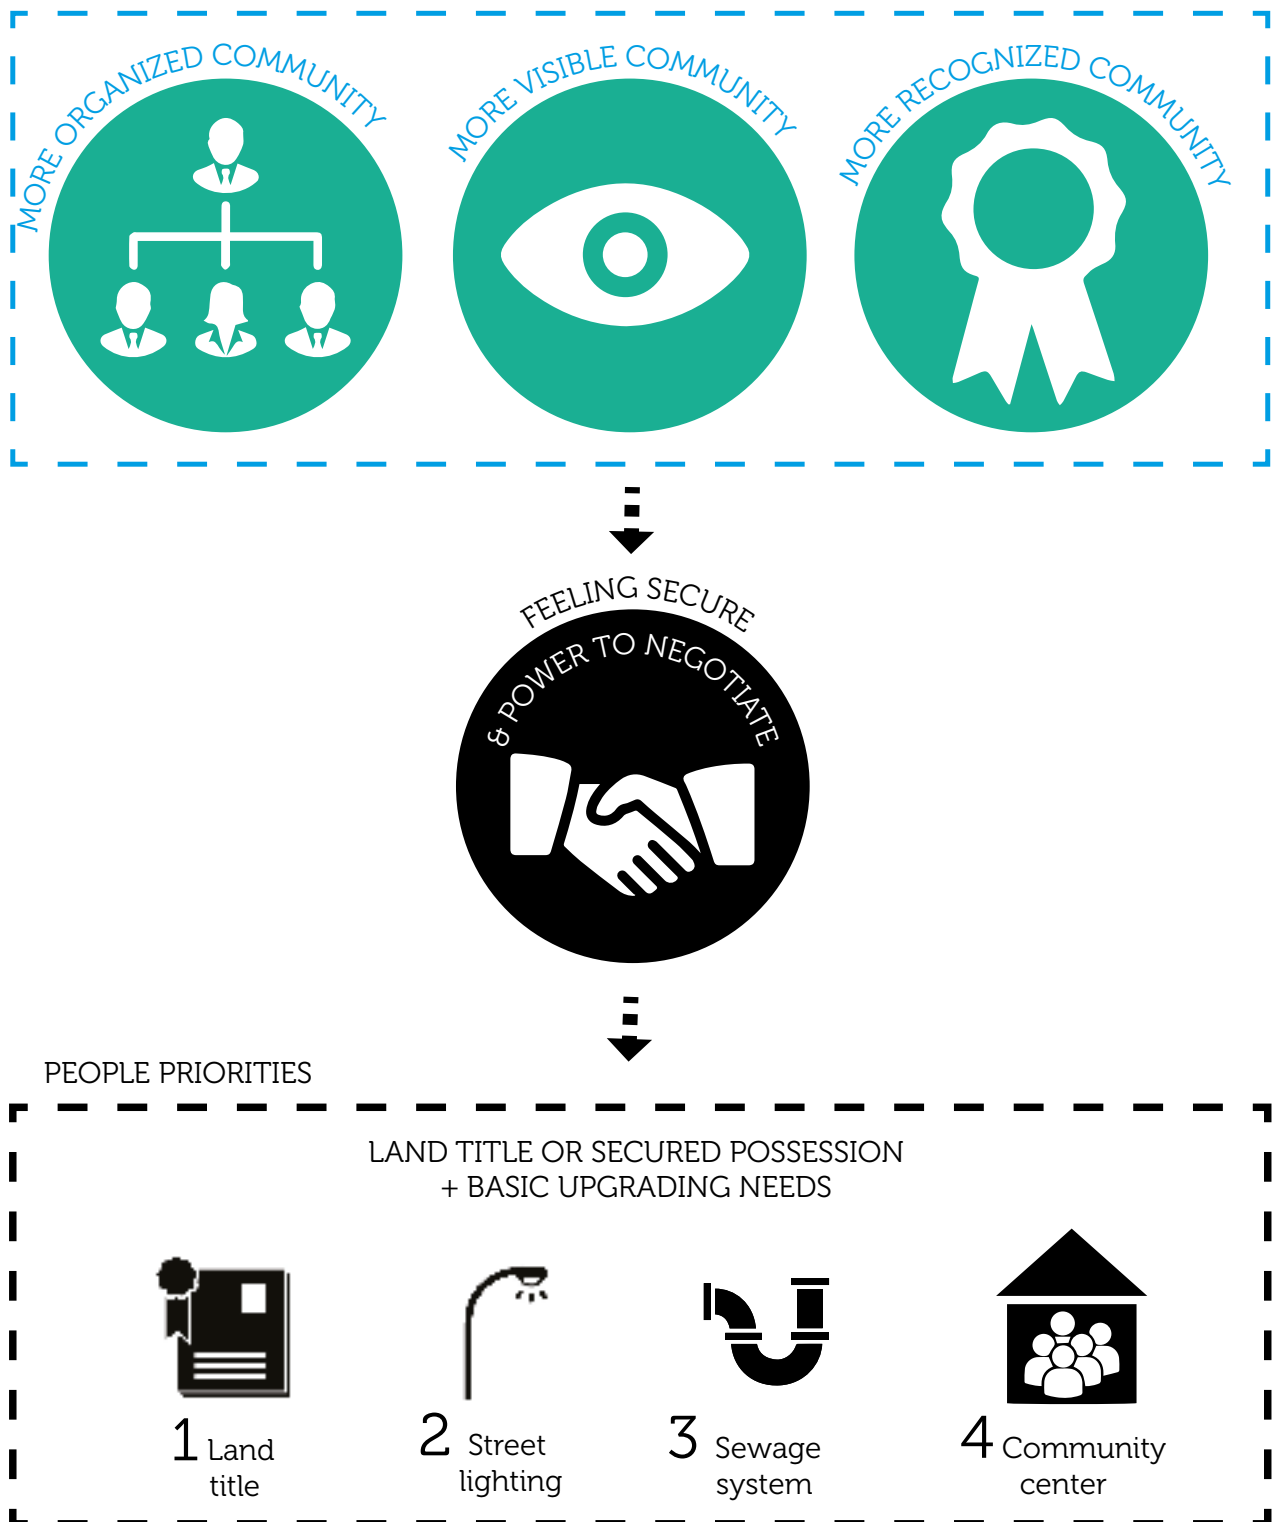 MORE ORGANIZED COMMUNITY
MORE VISIBLE COMMUNITY
MORE RECOGNIZED COMMUNITY
FEELING SECURE
& POWER TO NEGOTIATE
PEOPLE PRIORITIES
LAND TITLE OR SECURED POSSESSION
+ BASIC UPGRADING NEEDS
1 Land
title
2 Street
lighting
3 Sewage
system
4 Community
center